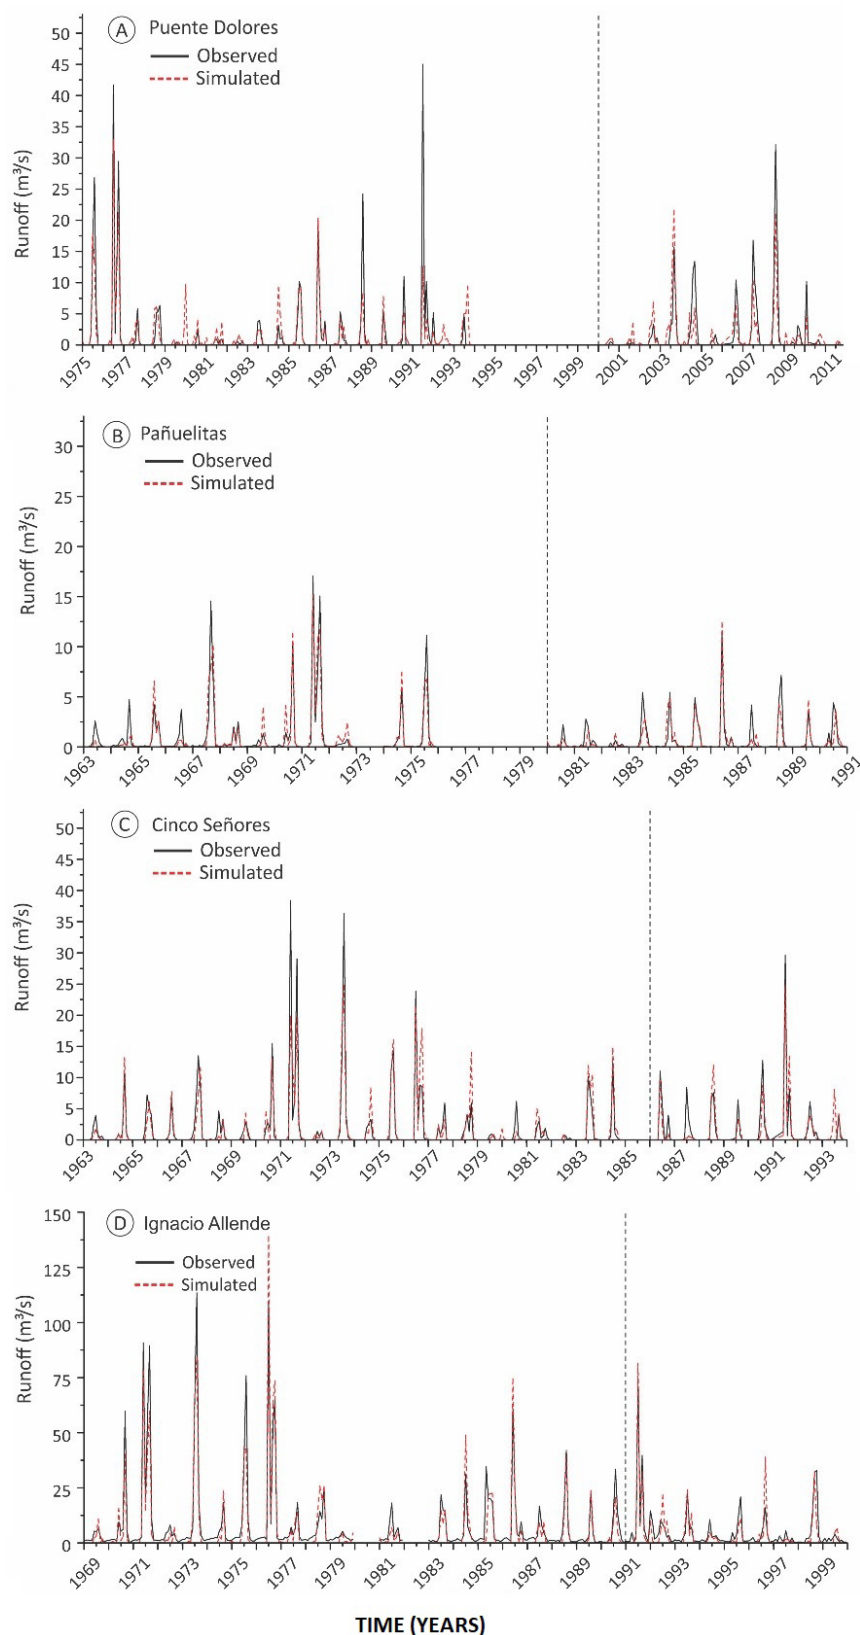 A Puente Dolores
Observed
Simulated
Runoff (m³/s)
50
45
40
35
30
25
20
15
10
5
0
1975 1977 1979 1981 1983 1985 1987 1989 1991 1993 1995 1997 1999 2001 2003 2005 2007 2009 2011
B Pañuelitas
Observed
Simulated
Runoff (m³/s)
30
25
20
15
10
5
0
1963 1965 1967 1969 1971 1973 1975 1977 1979 1981 1983 1985 1987 1989 1991
C Cinco Señores
Observed
Simulated
Runoff (m³/s)
50
45
40
35
30
25
20
15
10
5
0
1963 1965 1967 1969 1971 1973 1975 1977 1979 1981 1983 1985 1987 1989 1991 1993
D Ignacio Allende
Observed
Simulated
Runoff (m³/s)
150
125
100
75
50
25
0
1969 1971 1973 1975 1977 1979 1981 1983 1985 1987 1989 1991 1993 1995 1997 1999
TIME (YEARS)